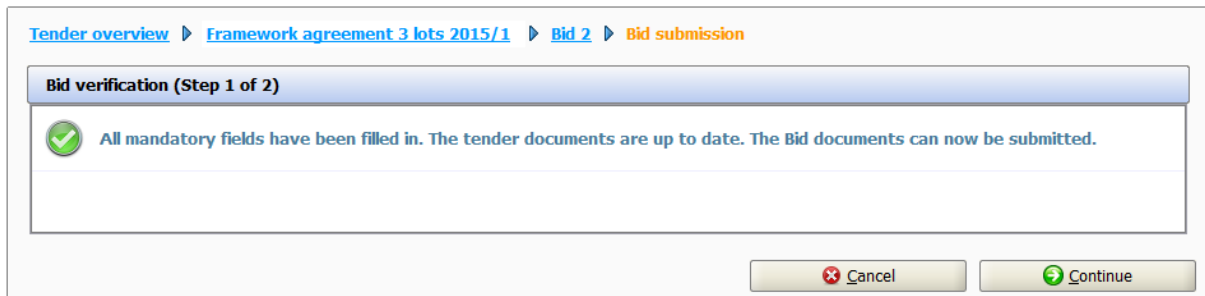 Tender overview Framework agreement 3 lots 2015/1 Bid 2 Bid submission
Bid verification (Step 1 of 2)
All mandatory fields have been filled in. The tender documents are up to date. The Bid documents can now be submitted.
Cancel Continue